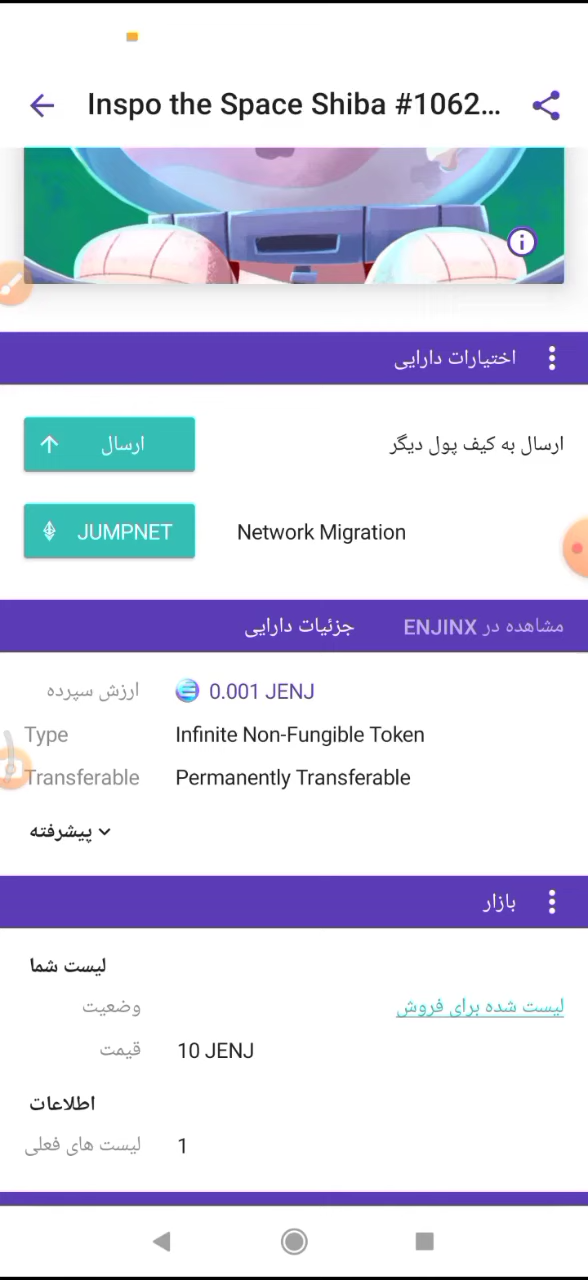 Inspo the Space Shiba #1062...
اختیارات دارایی
ارسال به کیف پول دیگر
ارسال
JUMPNET Network Migration
جزئیات دارایی مشاهده در ENJINX
ارزش سپرده 0.001 JENJ
Type Infinite Non-Fungible Token
Transferable Permanently Transferable
پیشرفته
بازار
لیست شما
وضعیت لیست شده برای فروش
قیمت 10 JENJ
اطلاعات
لیست های فعلی 1